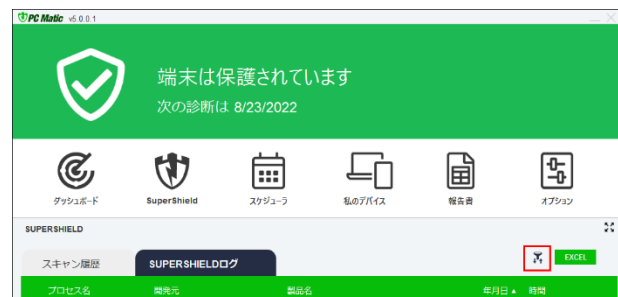 PC Matic v5.0.0.1
端末は保護されています
次の診断は 8/23/2022
ダッシュボード SuperShield スケジューラ 私のデバイス 報告書 オプション
SUPERSHIELD
スキャン履歴 SUPERSHIELDログ EXCEL
プロセス名 開発元 製品名 年月日▲ 時間